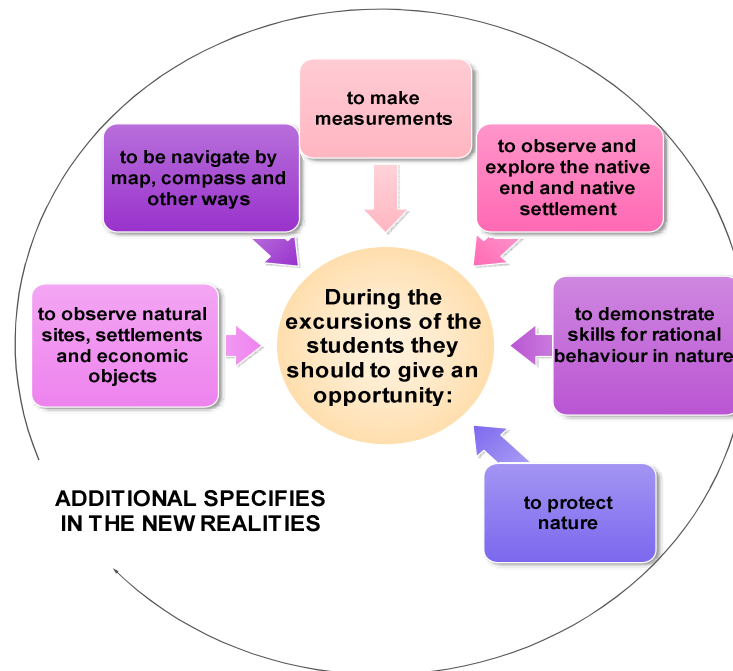 to make
measurements
to be navigate by
map, compass and
other ways
to observe and
explore the native
end and native
settlement
to observe natural
sites, settlements
and economic
objects
During the
excursions of the
students they
should to give an
opportunity:
to demonstrate
skills for rational
behaviour in nature
to protect
nature
ADDITIONAL SPECIFIES
IN THE NEW REALITIES